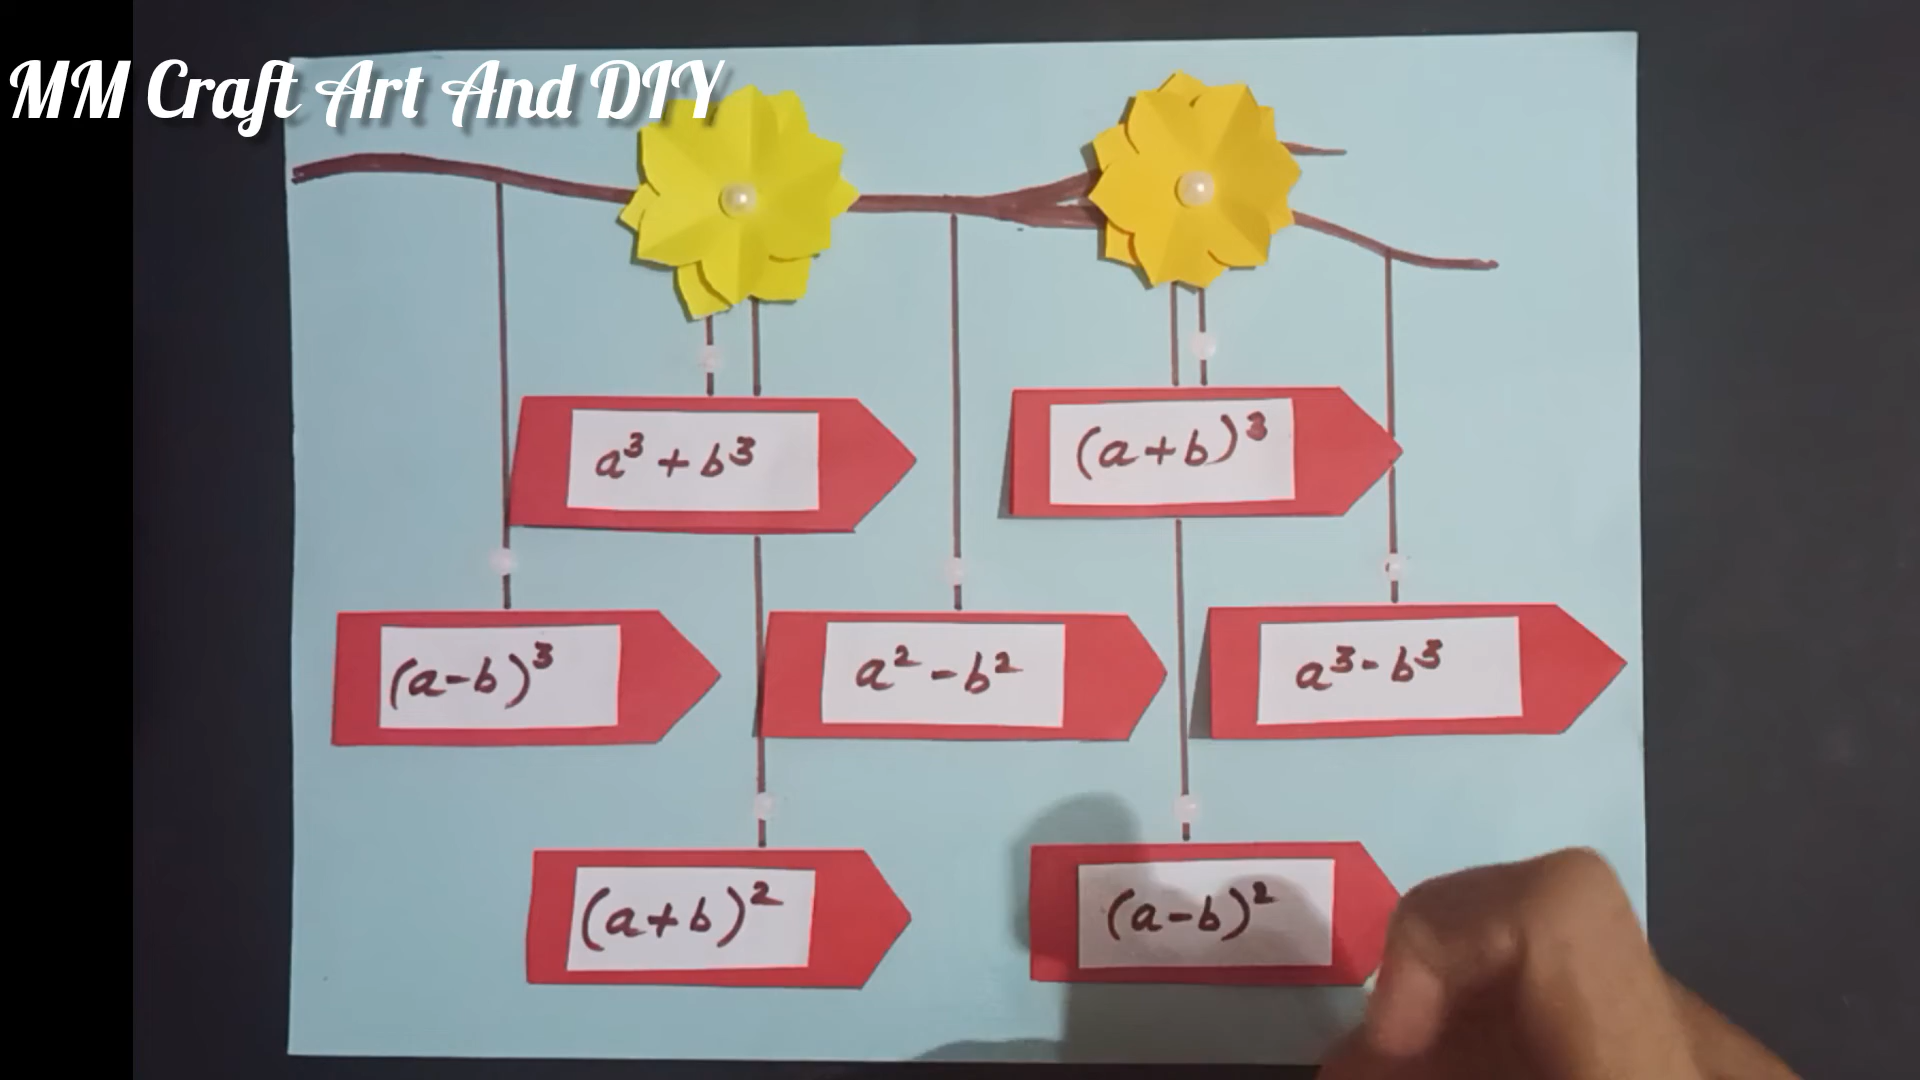 MM Craft Art And DIY
a³ + b³
(a+b)³
(a-b)³
a² - b²
a³ - b³
(a+b)²
(a-b)²